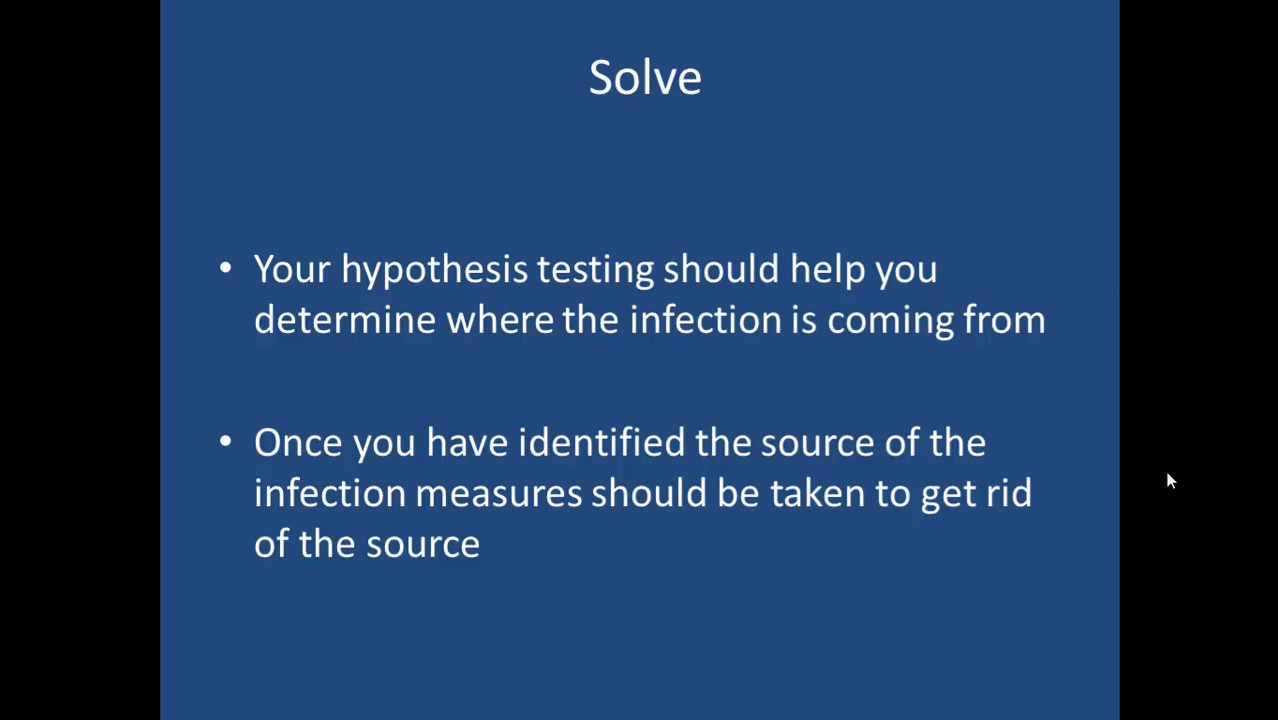 Solve
• Your hypothesis testing should help you
determine where the infection is coming from
• Once you have identified the source of the
infection measures should be taken to get rid
of the source